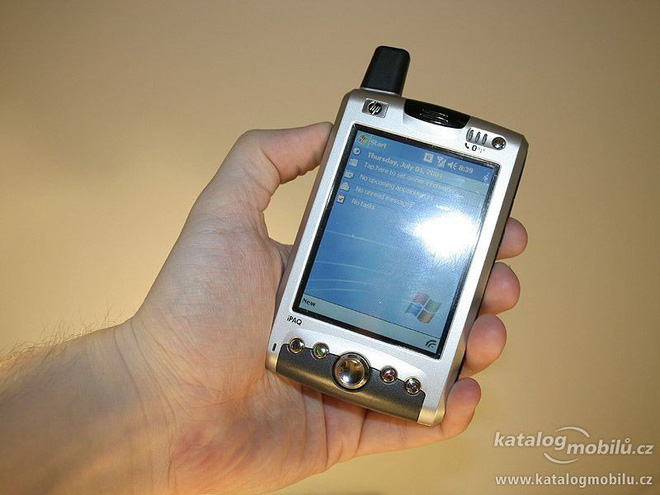 hp
Start
8:39
Thursday, July 01, 2004
Tap here to set owner information
No upcoming appointments
No unread messages
No tasks
New
iPAQ
katalogmobilů.cz
www.katalogmobilu.cz